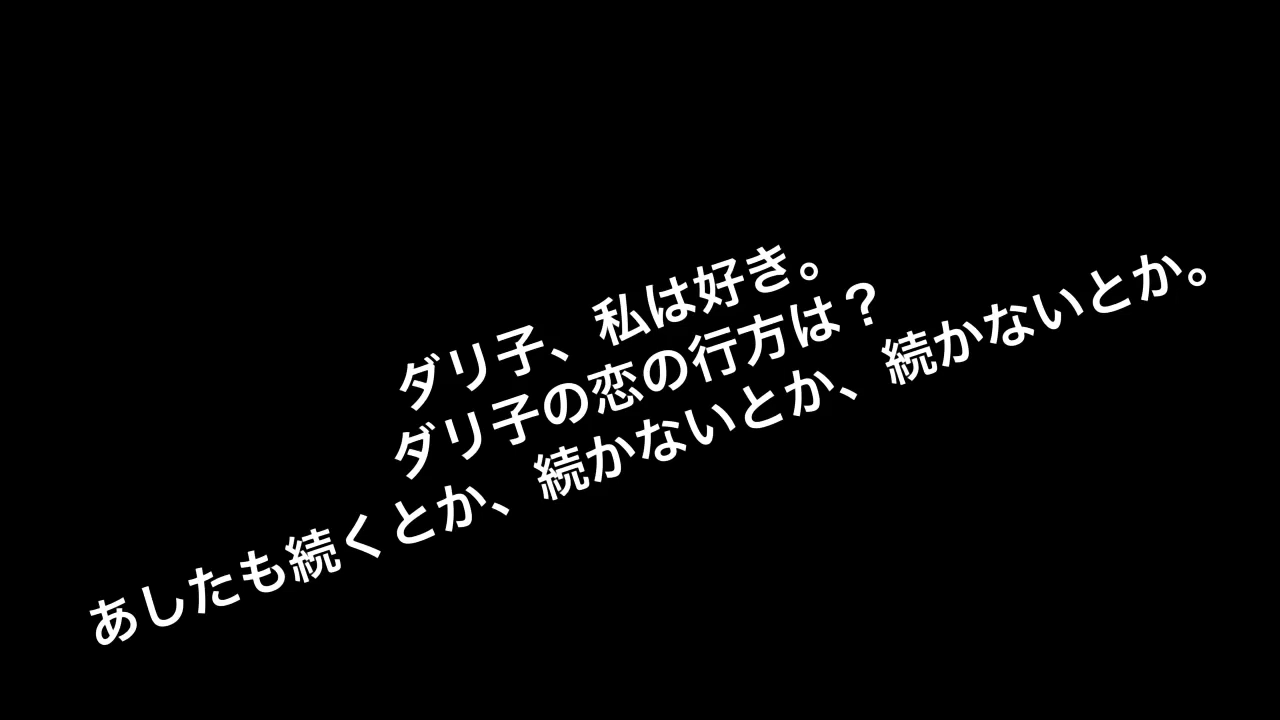 ダリ子、私は好き。
ダリ子の恋の行方は？
あしたも続くとか、続かないとか、続かないとか。